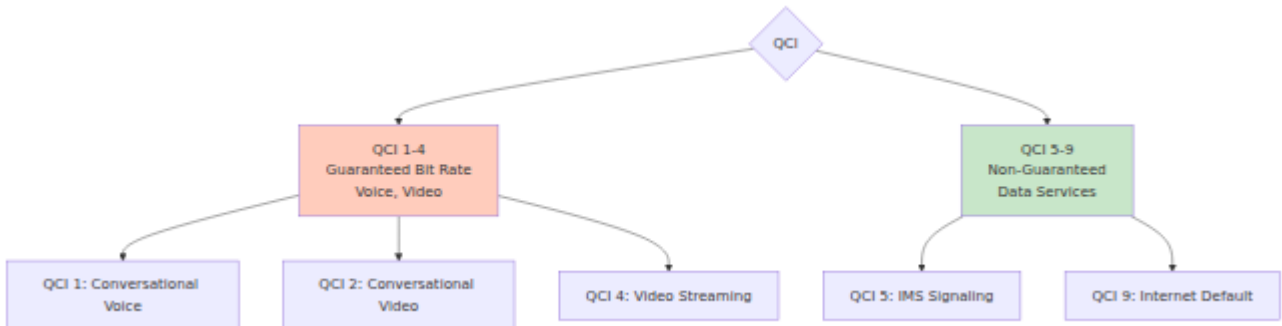 QCI
QCI 1-4
Guaranteed Bit Rate
Voice, Video
QCI 5-9
Non-Guaranteed
Data Services
QCI 1: Conversational
Voice
QCI 2: Conversational
Video
QCI 4: Video Streaming
QCI 5: IMS Signaling
QCI 9: Internet Default